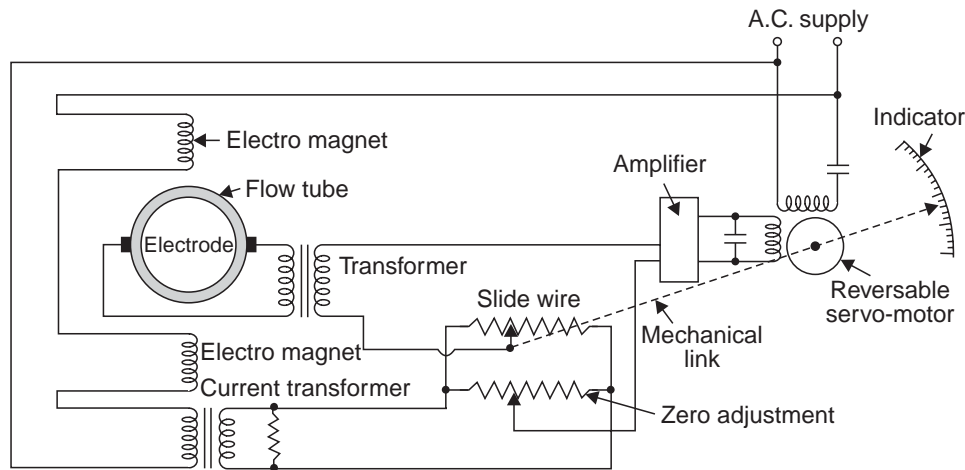 A.C. supply
Indicator
Electro magnet
Amplifier
Flow tube
Electrode
Transformer
Slide wire
Reversable
servo-motor
Mechanical
link
Electro magnet
Current transformer
Zero adjustment